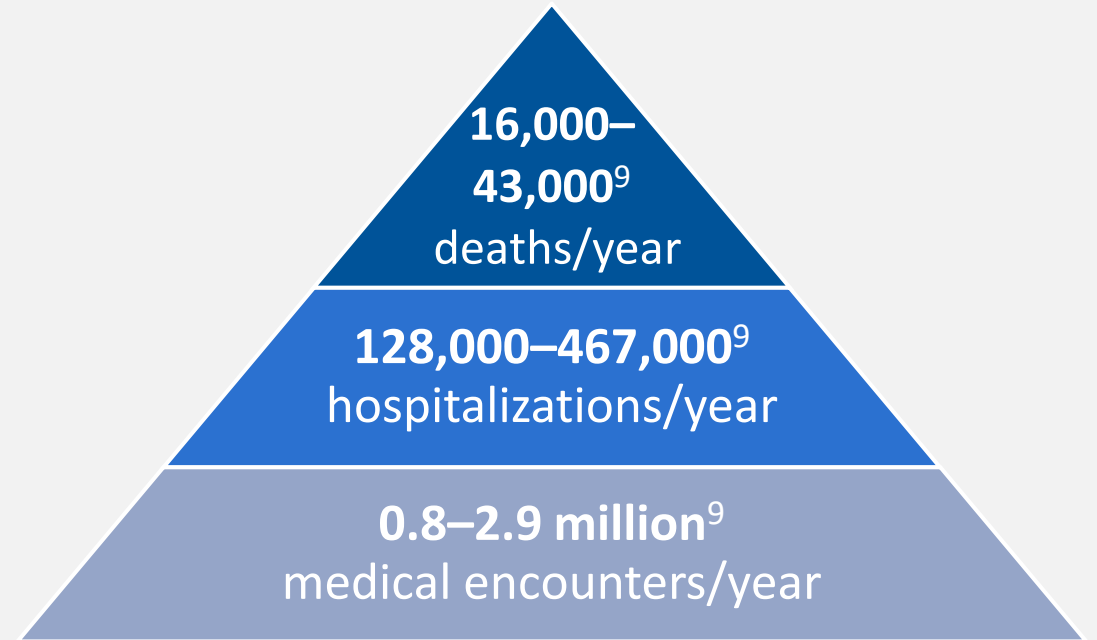 16,000–
43,000⁹
deaths/year
128,000–467,000⁹
hospitalizations/year
0.8–2.9 million⁹
medical encounters/year